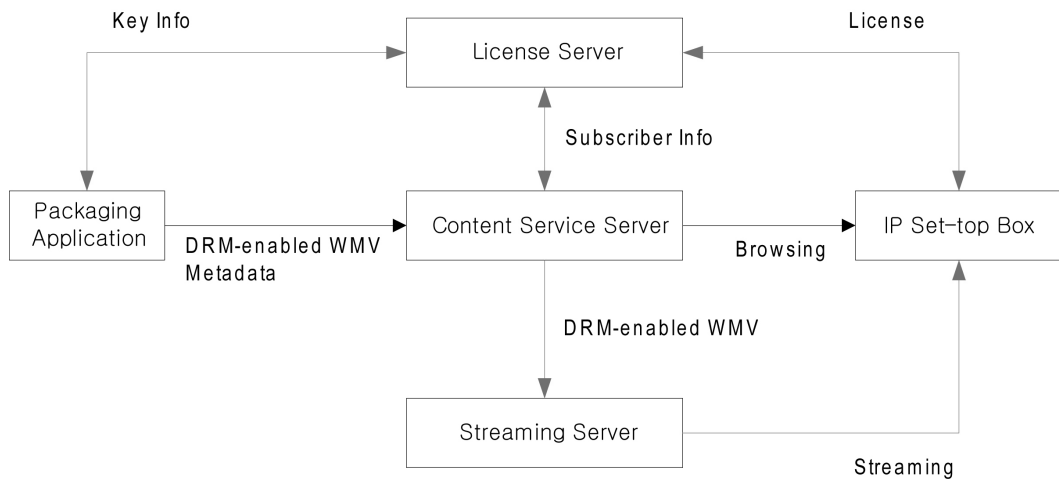 Key Info
License
License Server
Subscriber Info
Packaging
Application
Content Service Server
IP Set-top Box
DRM-enabled WMV
Metadata
Browsing
DRM-enabled WMV
Streaming Server
Streaming